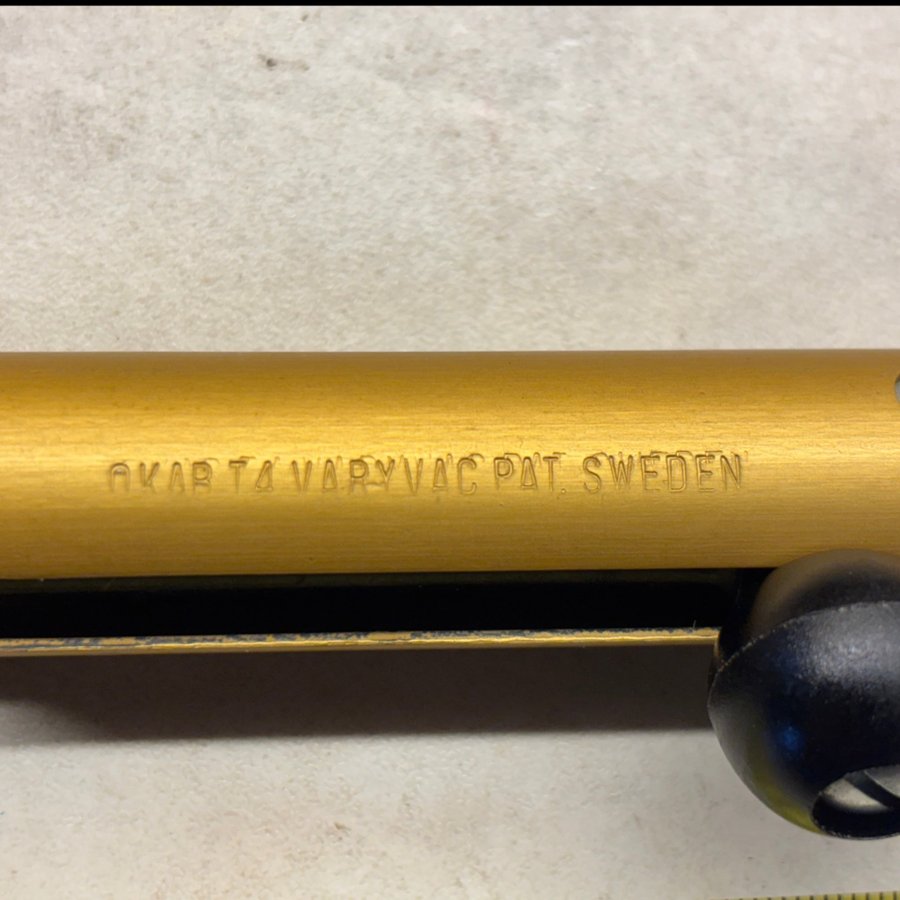 OKAB T4 VARYVAC PAT. SWEDEN